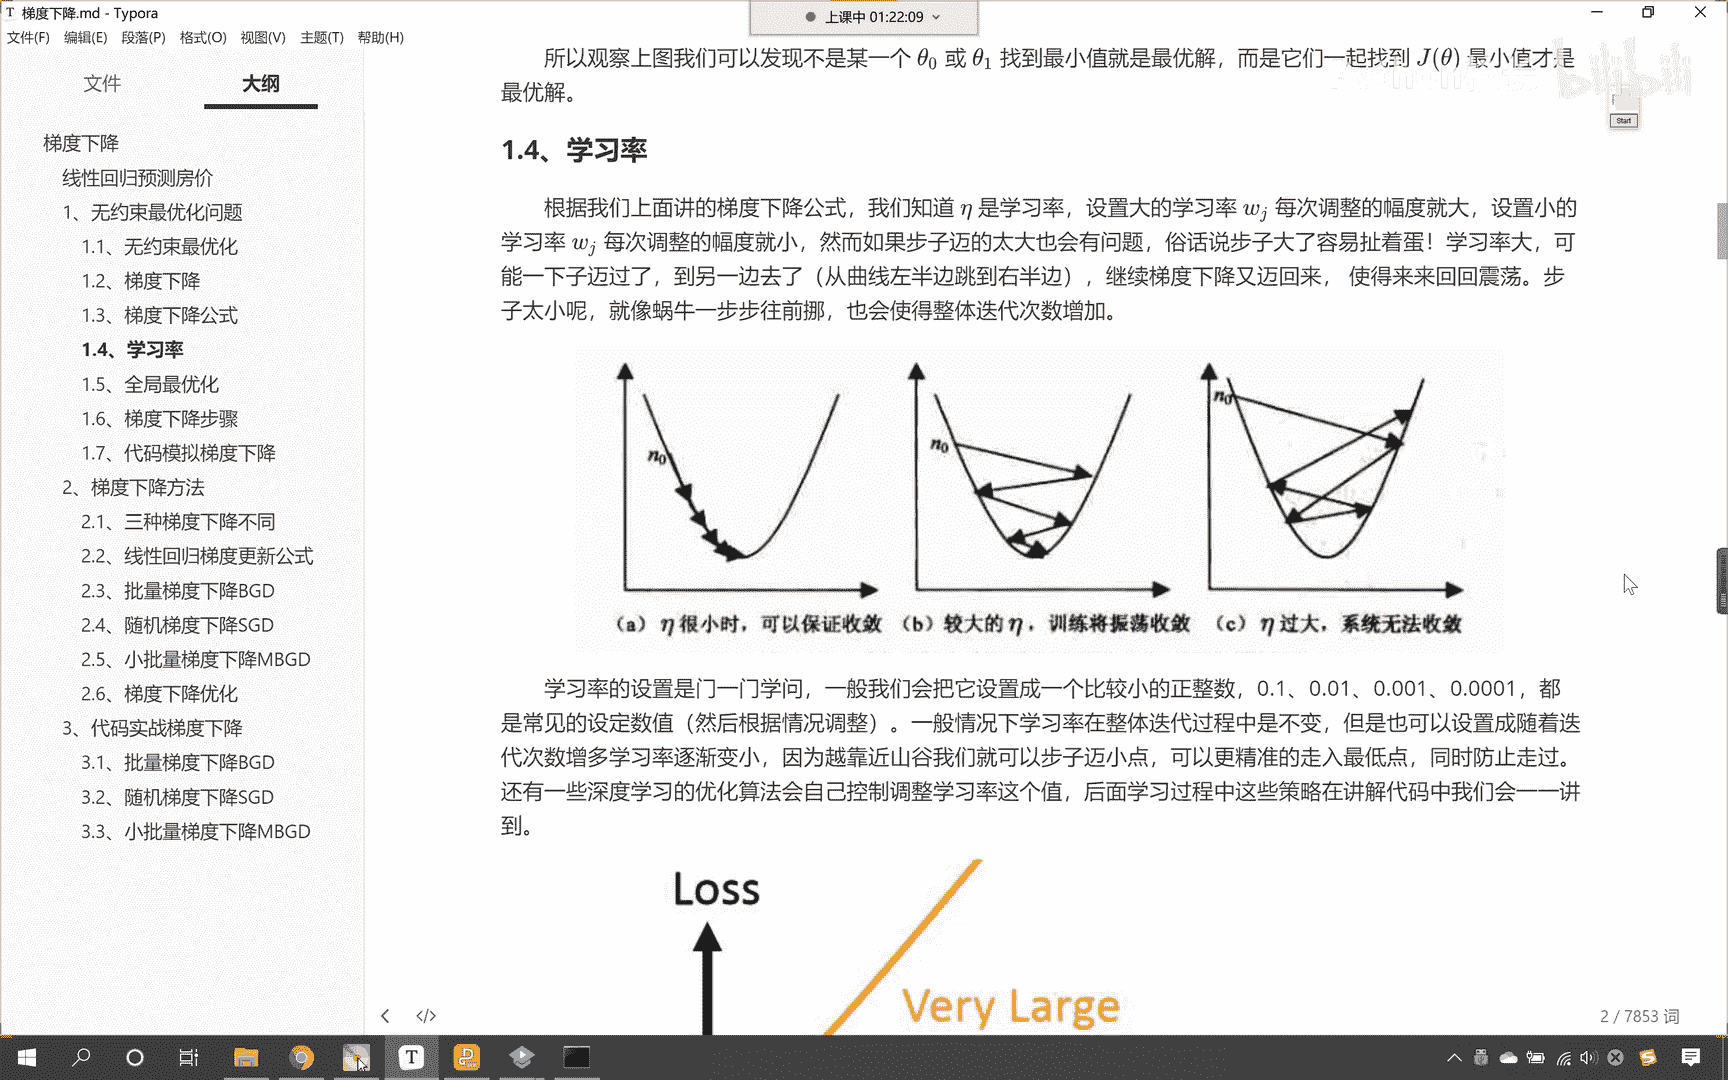 梯度下降.md - Typora
上课中 01:22:09
文件(F) 编辑(E) 段落(P) 格式(O) 视图(V) 主题(T) 帮助(H)
文件 大纲
梯度下降
线性回归预测房价
1、无约束最优化问题
1.1、无约束最优化
1.2、梯度下降
1.3、梯度下降公式
1.4、学习率
1.5、全局最优化
1.6、梯度下降步骤
1.7、代码模拟梯度下降
2、梯度下降方法
2.1、三种梯度下降不同
2.2、线性回归梯度更新公式
2.3、批量梯度下降BGD
2.4、随机梯度下降SGD
2.5、小批量梯度下降MBGD
2.6、梯度下降优化
3、代码实战梯度下降
3.1、批量梯度下降BGD
3.2、随机梯度下降SGD
3.3、小批量梯度下降MBGD
所以观察上图我们可以发现不是某一个 θ₀ 或 θ₁ 找到最小值就是最优解，而是它们一起找到 J(θ) 最小值才是
最优解。
bilibili
Start
1.4、学习率
根据我们上面讲的梯度下降公式，我们知道 η 是学习率，设置大的学习率 wⱼ 每次调整的幅度就大，设置小的
学习率 wⱼ 每次调整的幅度就小，然而如果步子迈的太大也会有问题，俗话说步子大了容易扯着蛋！学习率大，可
能一下子迈过了，到另一边去了（从曲线左半边跳到右半边），继续梯度下降又迈回来， 使得来来回回震荡。步
子太小呢，就像蜗牛一步步往前挪，也会使得整体迭代次数增加。
n₀ n₀ n₀
（a）η很小时，可以保证收敛 （b）较大的η，训练将振荡收敛 （c）η过大，系统无法收敛
学习率的设置是门一门学问，一般我们会把它设置成一个比较小的正整数，0.1、0.01、0.001、0.0001，都
是常见的设定数值（然后根据情况调整）。一般情况下学习率在整体迭代过程中是不变，但是也可以设置成随着迭
代次数增多学习率逐渐变小，因为越靠近山谷我们就可以步子迈小点，可以更精准的走入最低点，同时防止走过。
还有一些深度学习的优化算法会自己控制调整学习率这个值，后面学习过程中这些策略在讲解代码中我们会一一讲
到。
Loss
Very Large
2 / 7853 词